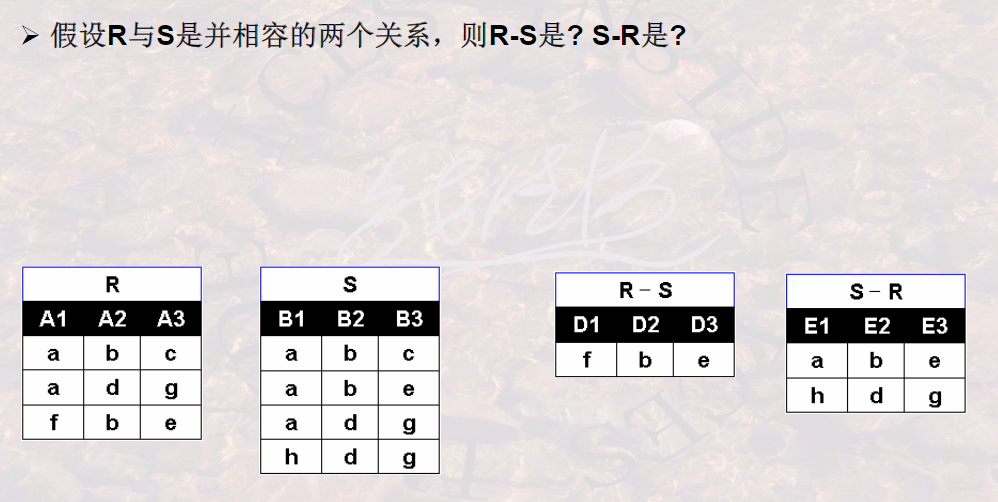 ➢ 假设R与S是并相容的两个关系，则R-S是? S-R是?
R
A1 A2 A3
a b c
a d g
f b e
S
B1 B2 B3
a b c
a b e
a d g
h d g
R - S
D1 D2 D3
f b e
S - R
E1 E2 E3
a b e
h d g